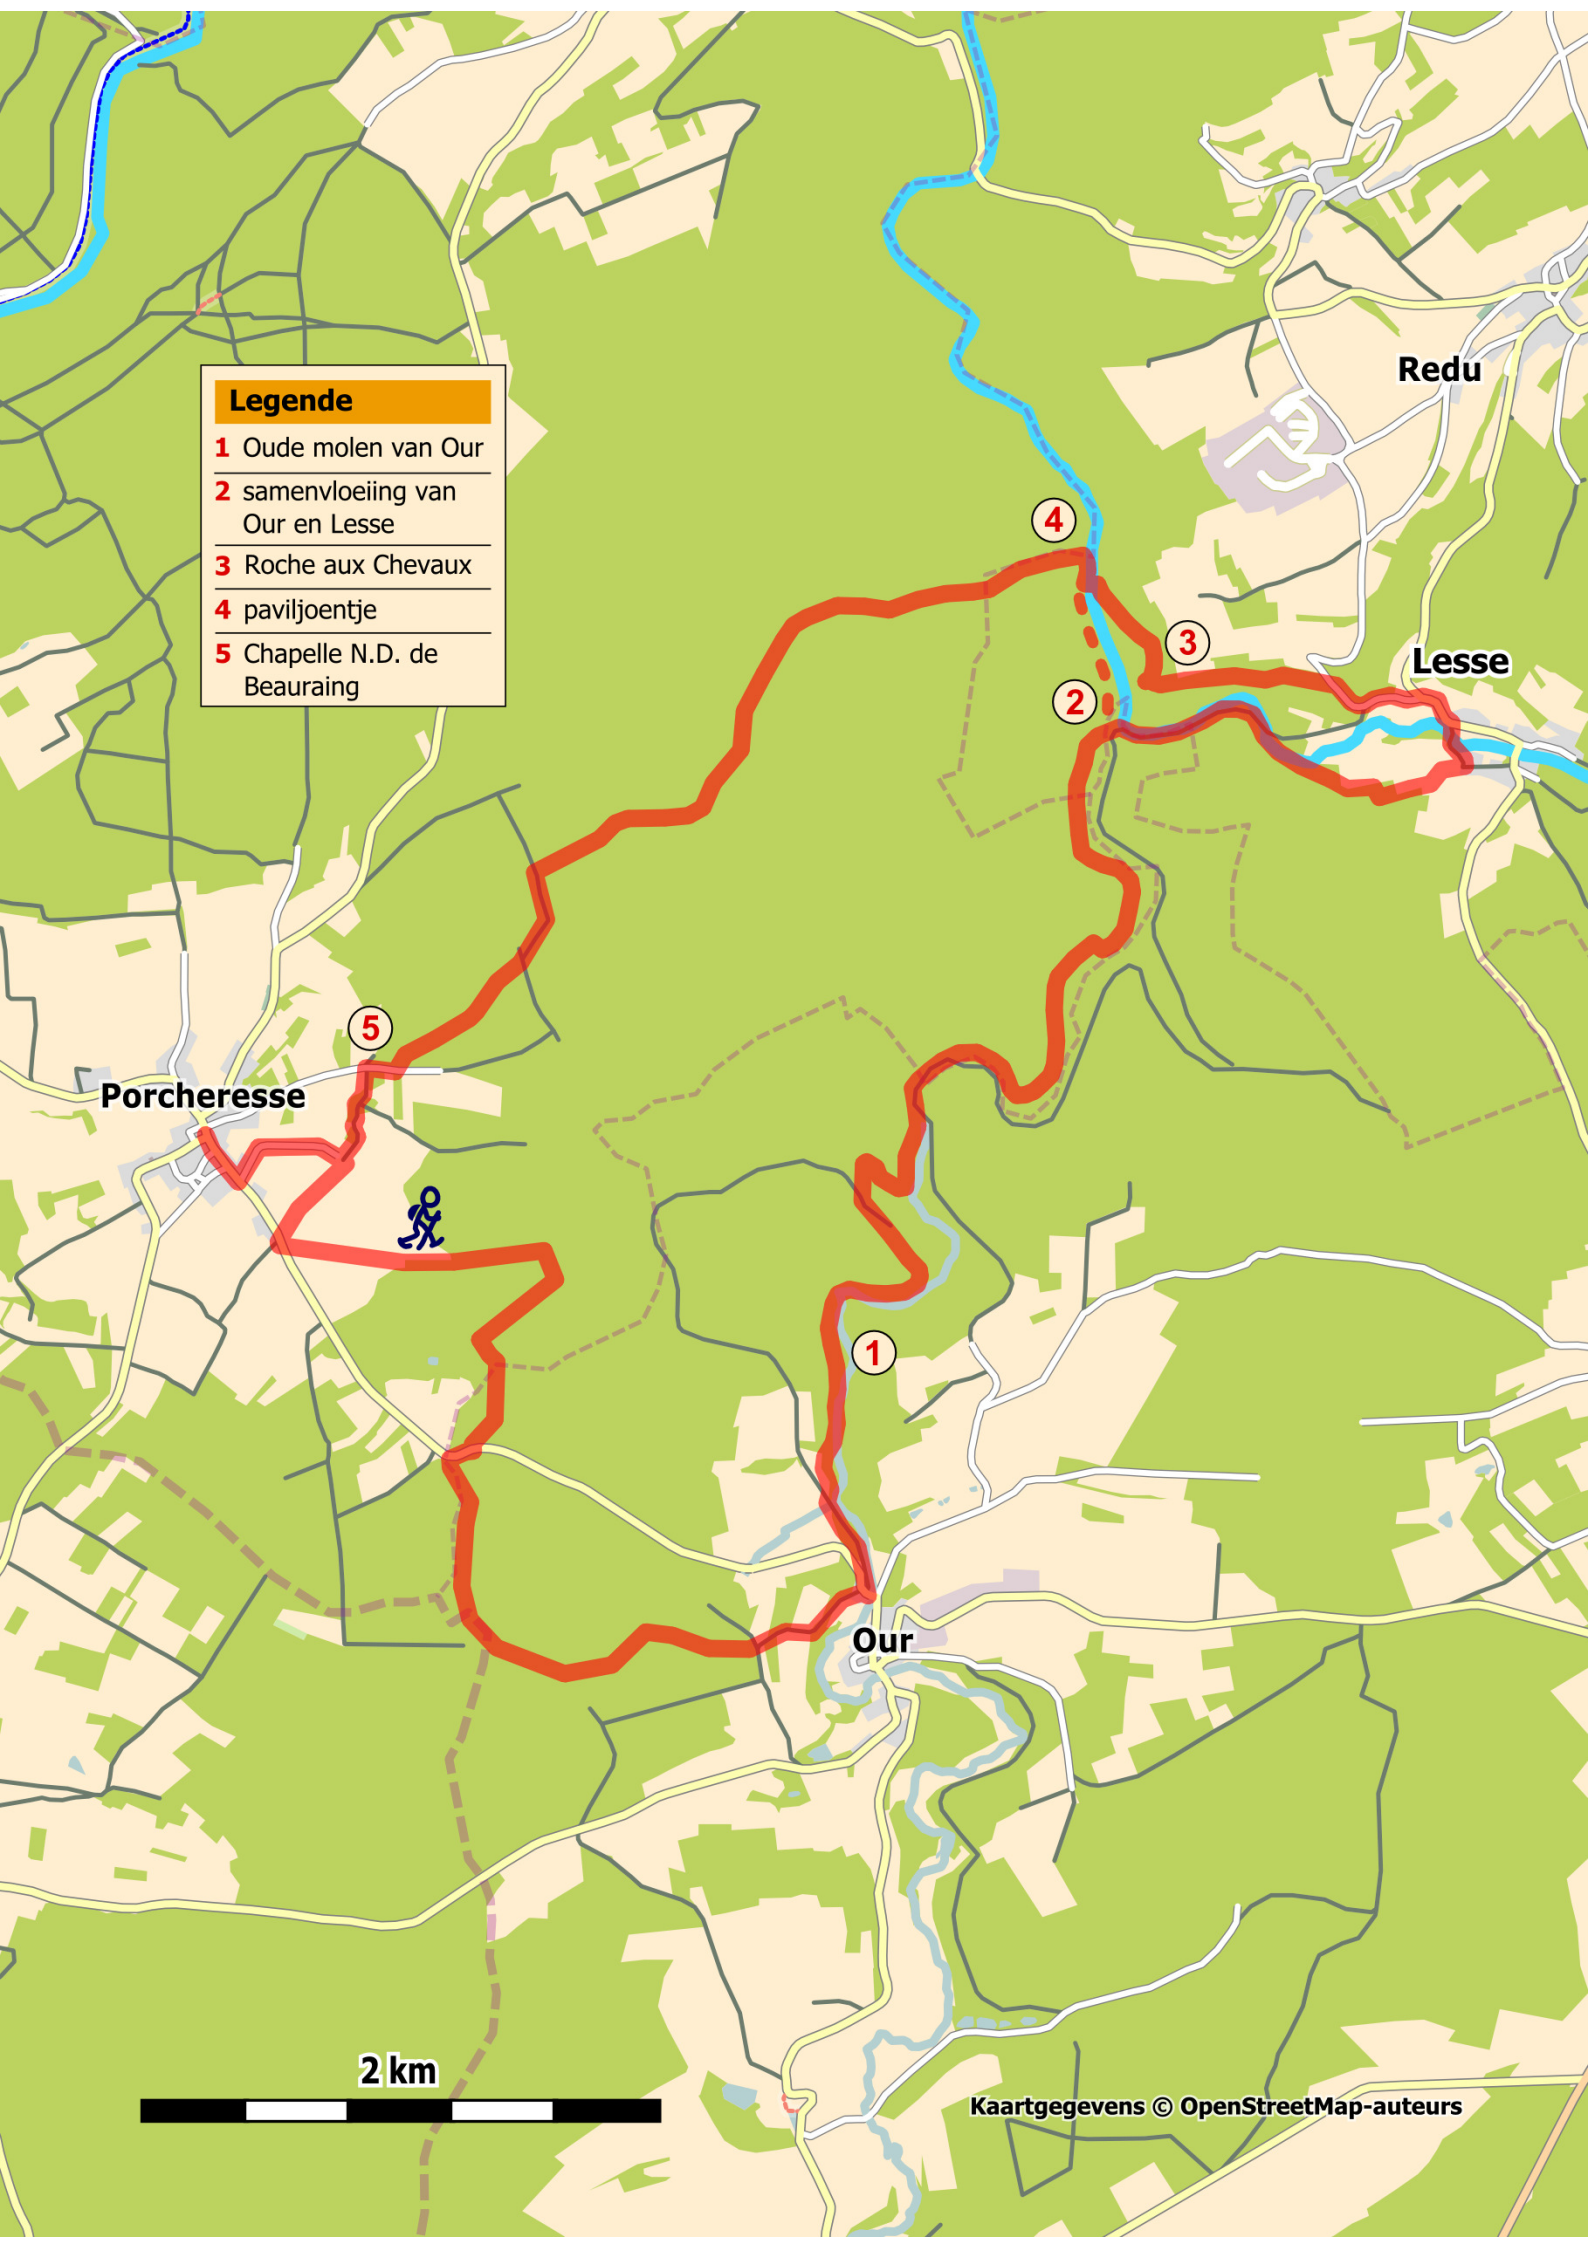 Redu
Legende
1 Oude molen van Our
2 samenvloeiing van
Our en Lesse
3 Roche aux Chevaux
4 paviljoentje
5 Chapelle N.D. de
Beauraing
4
3
Lesse
2
5
Porcheresse
1
Our
2 km
Kaartgegevens © OpenStreetMap-auteurs